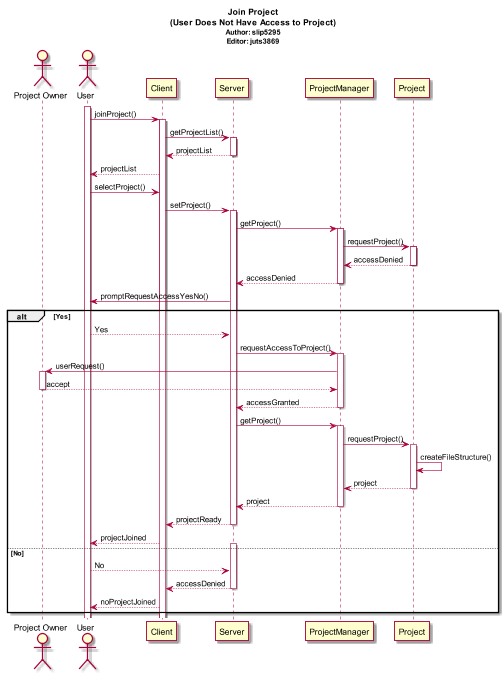 Join Project
(User Does Not Have Access to Project)
Author: slip5295
Editor: juts3869
Project Owner
User
Client
Server
ProjectManager
Project
joinProject()
getProjectList()
projectList
projectList
selectProject()
setProject()
getProject()
requestProject()
accessDenied
accessDenied
promptRequestAccessYesNo()
alt [Yes]
Yes
requestAccessToProject()
userRequest()
accept
accessGranted
getProject()
requestProject()
createFileStructure()
project
project
projectReady
projectJoined
[No]
No
accessDenied
noProjectJoined
Project Owner
User
Client
Server
ProjectManager
Project